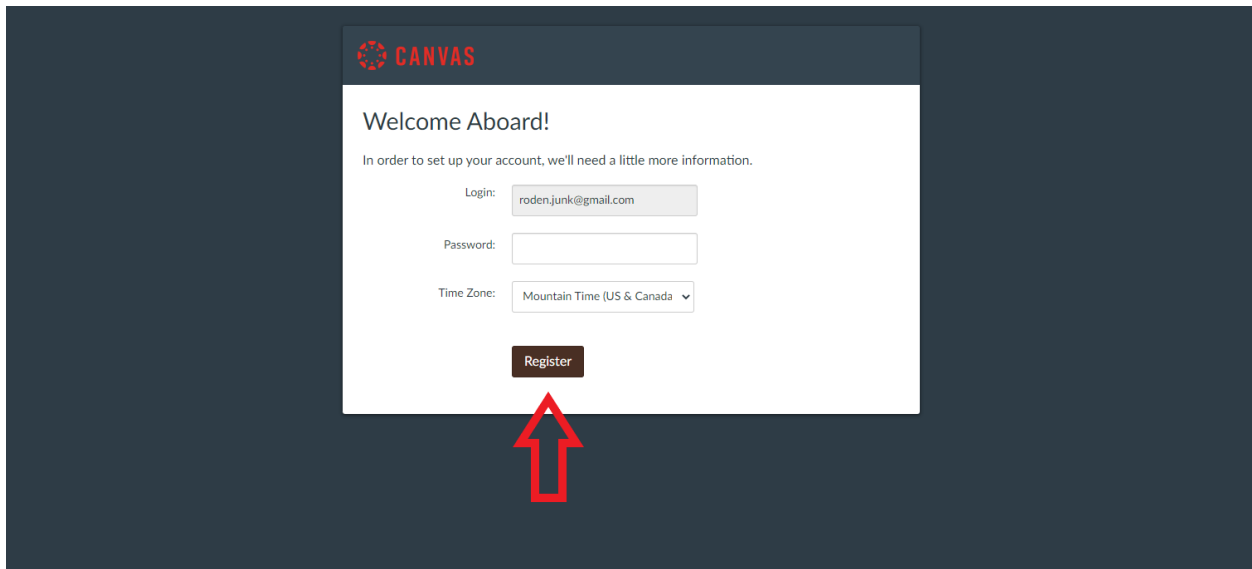 CANVAS
Welcome Aboard!
In order to set up your account, we'll need a little more information.
Login: roden.junk@gmail.com
Password:
Time Zone: Mountain Time (US & Canada
Register